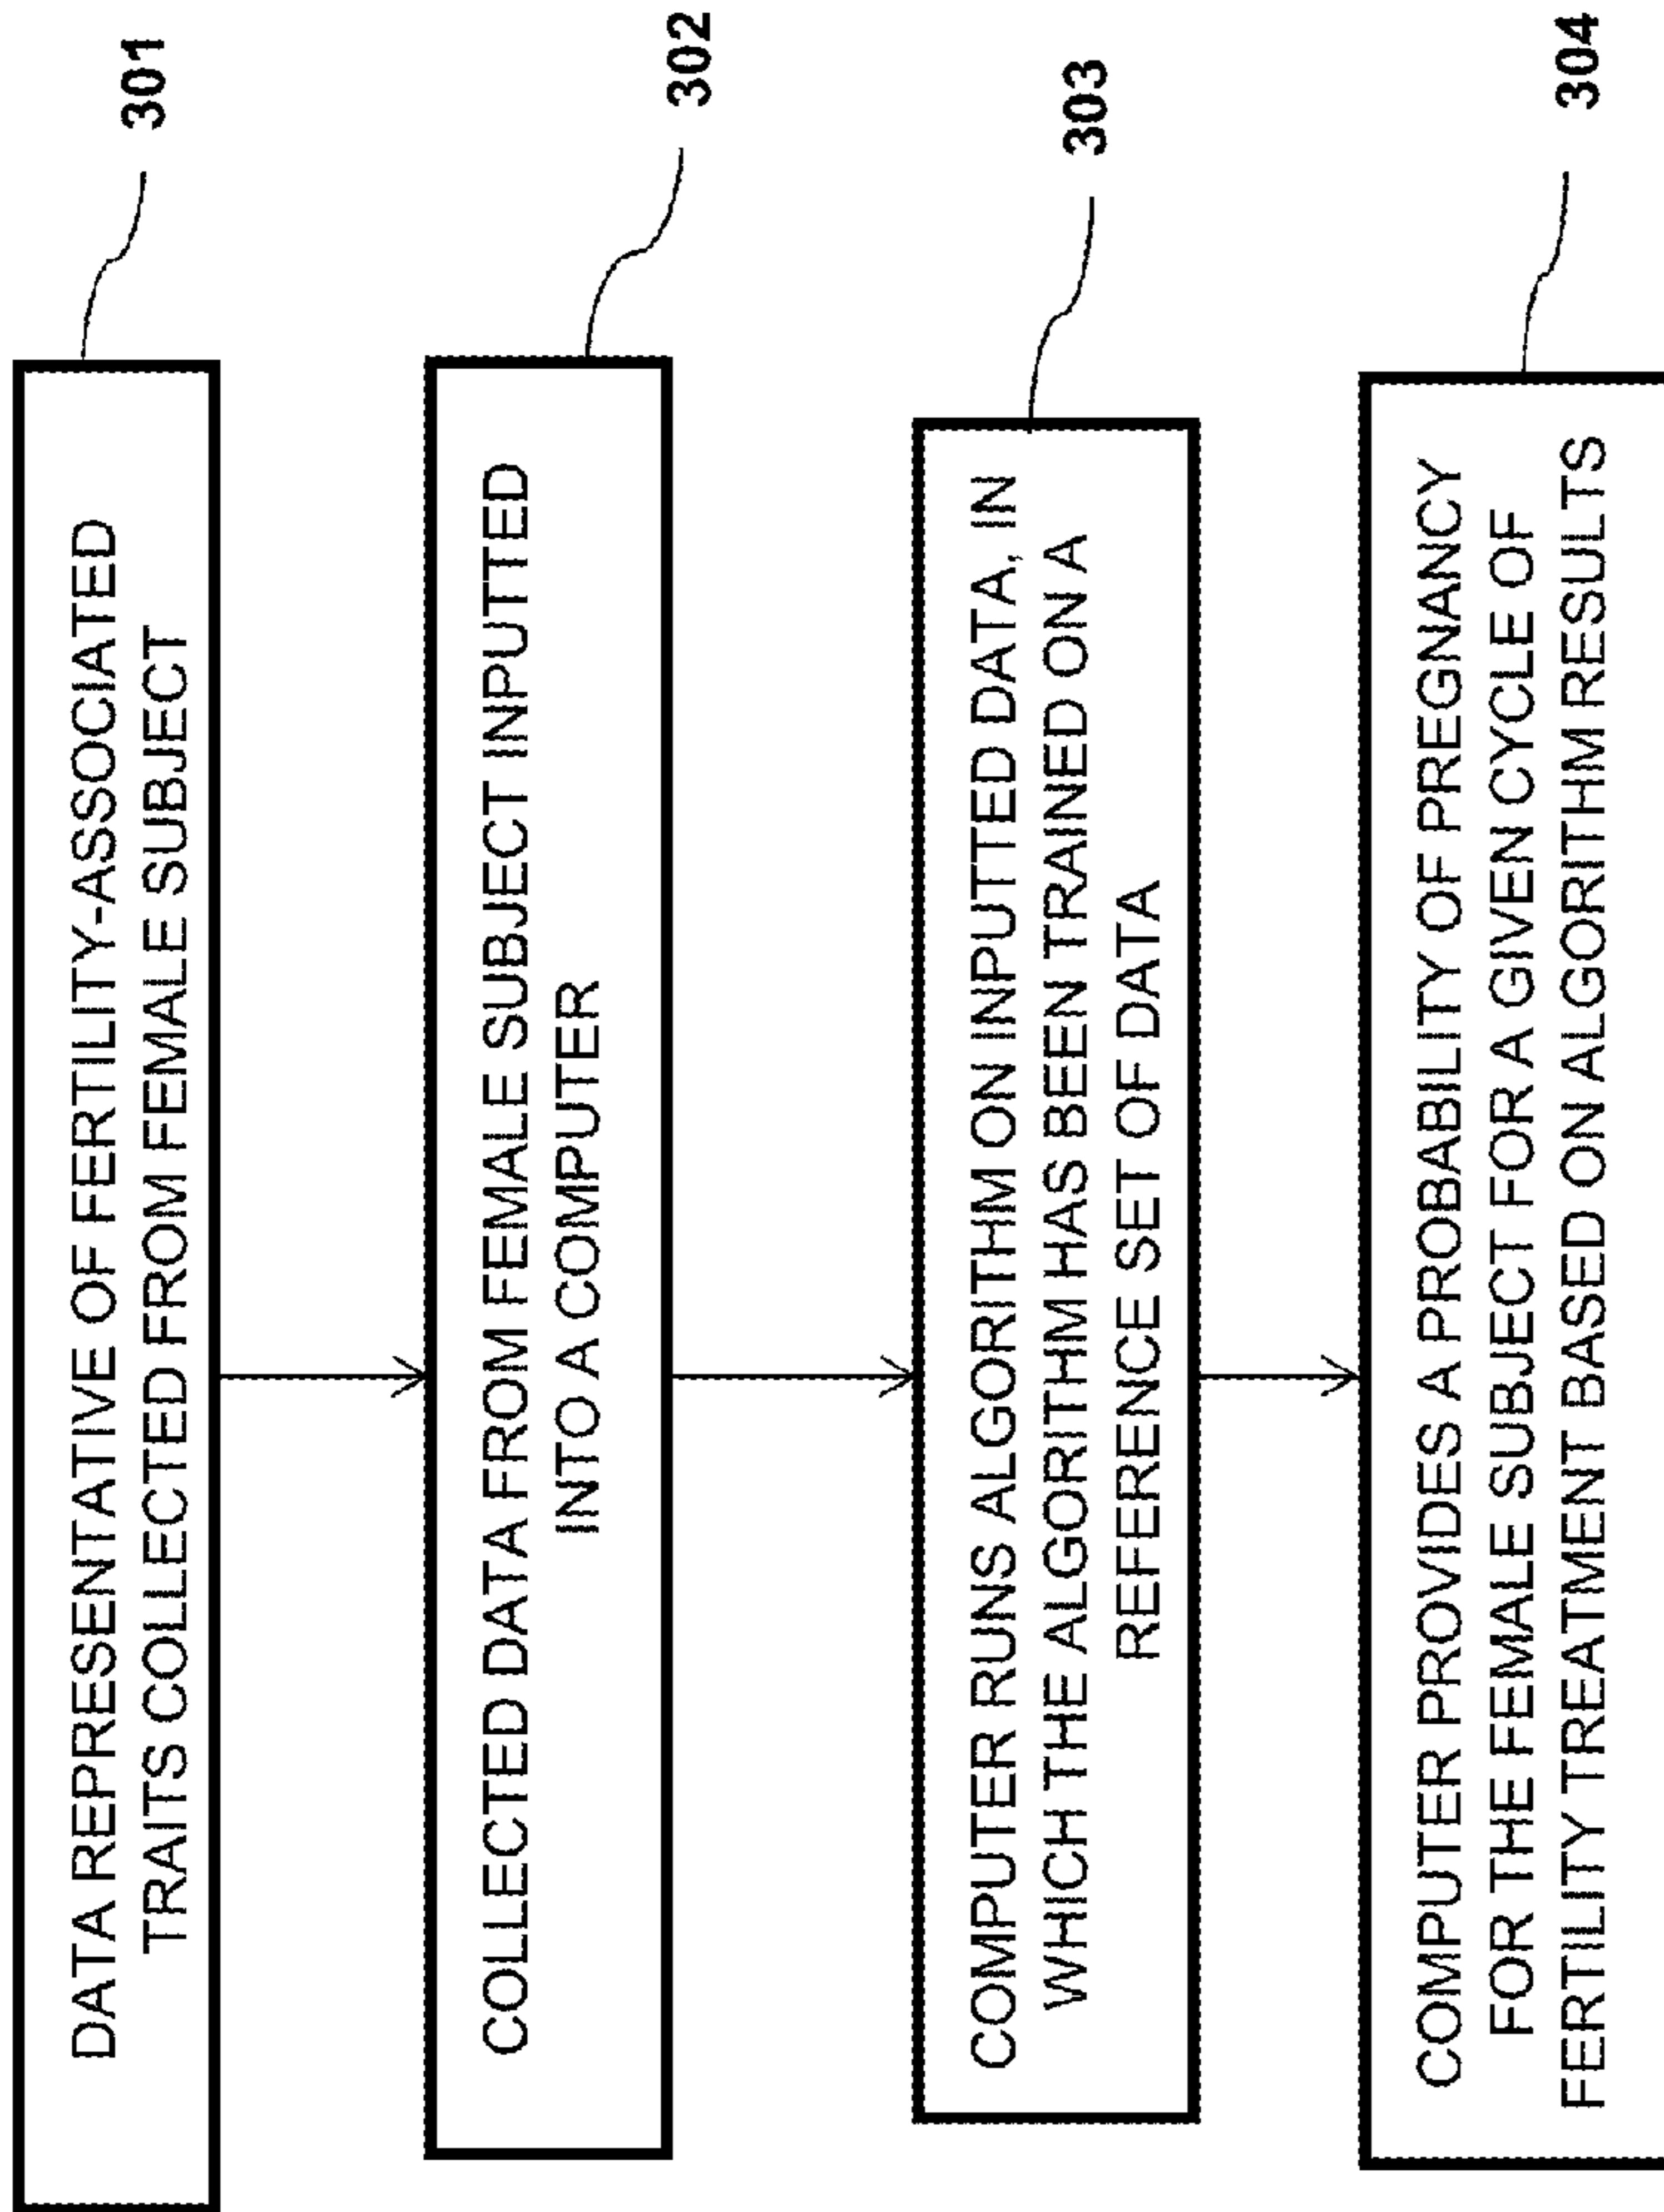 DATA REPRESENTATIVE OF FERTILITY-ASSOCIATED
TRAITS COLLECTED FROM FEMALE SUBJECT
301
COLLECTED DATA FROM FEMALE SUBJECT INPUTTED
INTO A COMPUTER
302
COMPUTER RUNS ALGORITHM ON INPUTTED DATA, IN
WHICH THE ALGORITHM HAS BEEN TRAINED ON A
REFERENCE SET OF DATA
303
COMPUTER PROVIDES A PROBABILITY OF PREGNANCY
FOR THE FEMALE SUBJECT FOR A GIVEN CYCLE OF
FERTILITY TREATMENT BASED ON ALGORITHM RESULTS
304